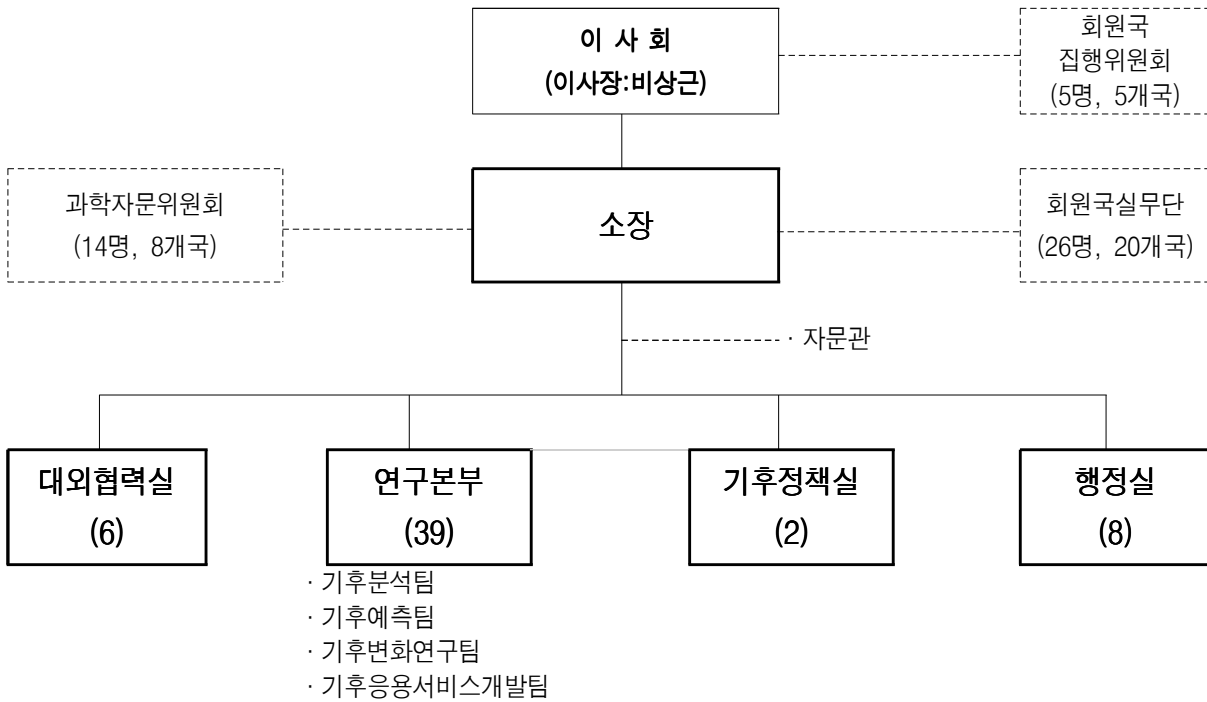 이 사 회
(이사장:비상근)
회원국
집행위원회
(5명, 5개국)
과학자문위원회
(14명, 8개국)
소장
회원국실무단
(26명, 20개국)
· 자문관
대외협력실
(6)
연구본부
(39)
기후정책실
(2)
행정실
(8)
· 기후분석팀
· 기후예측팀
· 기후변화연구팀
· 기후응용서비스개발팀